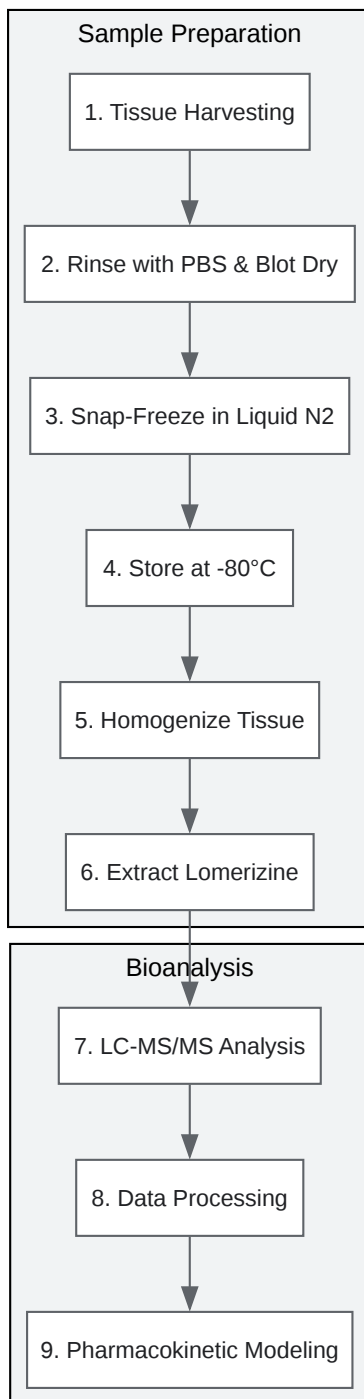 Sample Preparation
1. Tissue Harvesting
2. Rinse with PBS & Blot Dry
3. Snap-Freeze in Liquid N2
4. Store at -80°C
5. Homogenize Tissue
6. Extract Lomerizine
Bioanalysis
7. LC-MS/MS Analysis
8. Data Processing
9. Pharmacokinetic Modeling